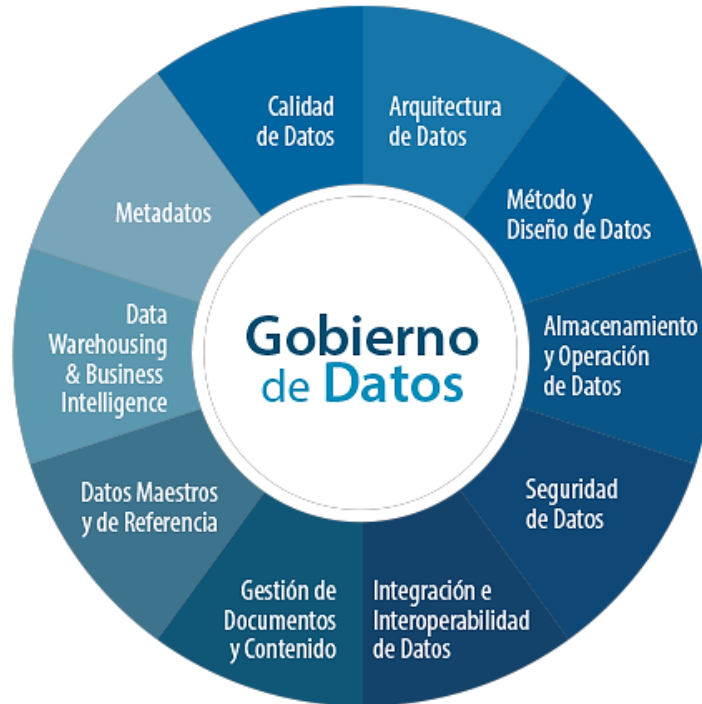 Calidad
de Datos
Arquitectura
de Datos
Método y
Diseño de Datos
Almacenamiento
y Operación
de Datos
Seguridad
de Datos
Integración e
Interoperabilidad
de Datos
Gestión de
Documentos
y Contenido
Datos Maestros
y de Referencia
Data
Warehousing
& Business
Intelligence
Metadatos
Gobierno
de Datos